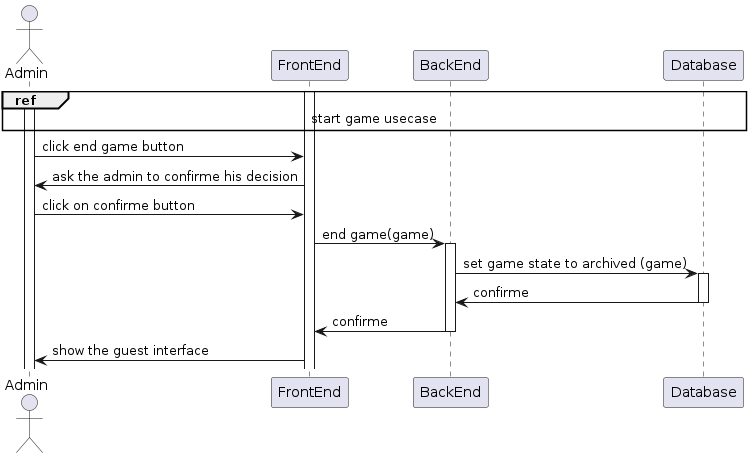 Admin
FrontEnd
BackEnd
Database
ref
start game usecase
click end game button
ask the admin to confirme his decision
click on confirme button
end game(game)
set game state to archived (game)
confirme
confirme
show the guest interface
Admin
FrontEnd
BackEnd
Database